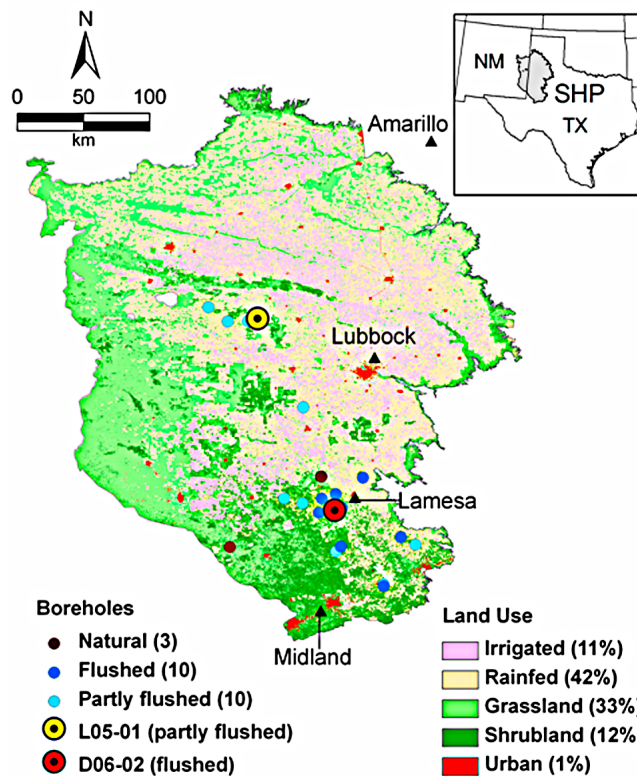 N
0 50 100
km
NM
SHP
TX
Amarillo
Lubbock
Lamesa
Midland
Boreholes
Natural (3)
Flushed (10)
Partly flushed (10)
L05-01 (partly flushed)
D06-02 (flushed)
Land Use
Irrigated (11%)
Rainfed (42%)
Grassland (33%)
Shrubland (12%
Urban (1%)